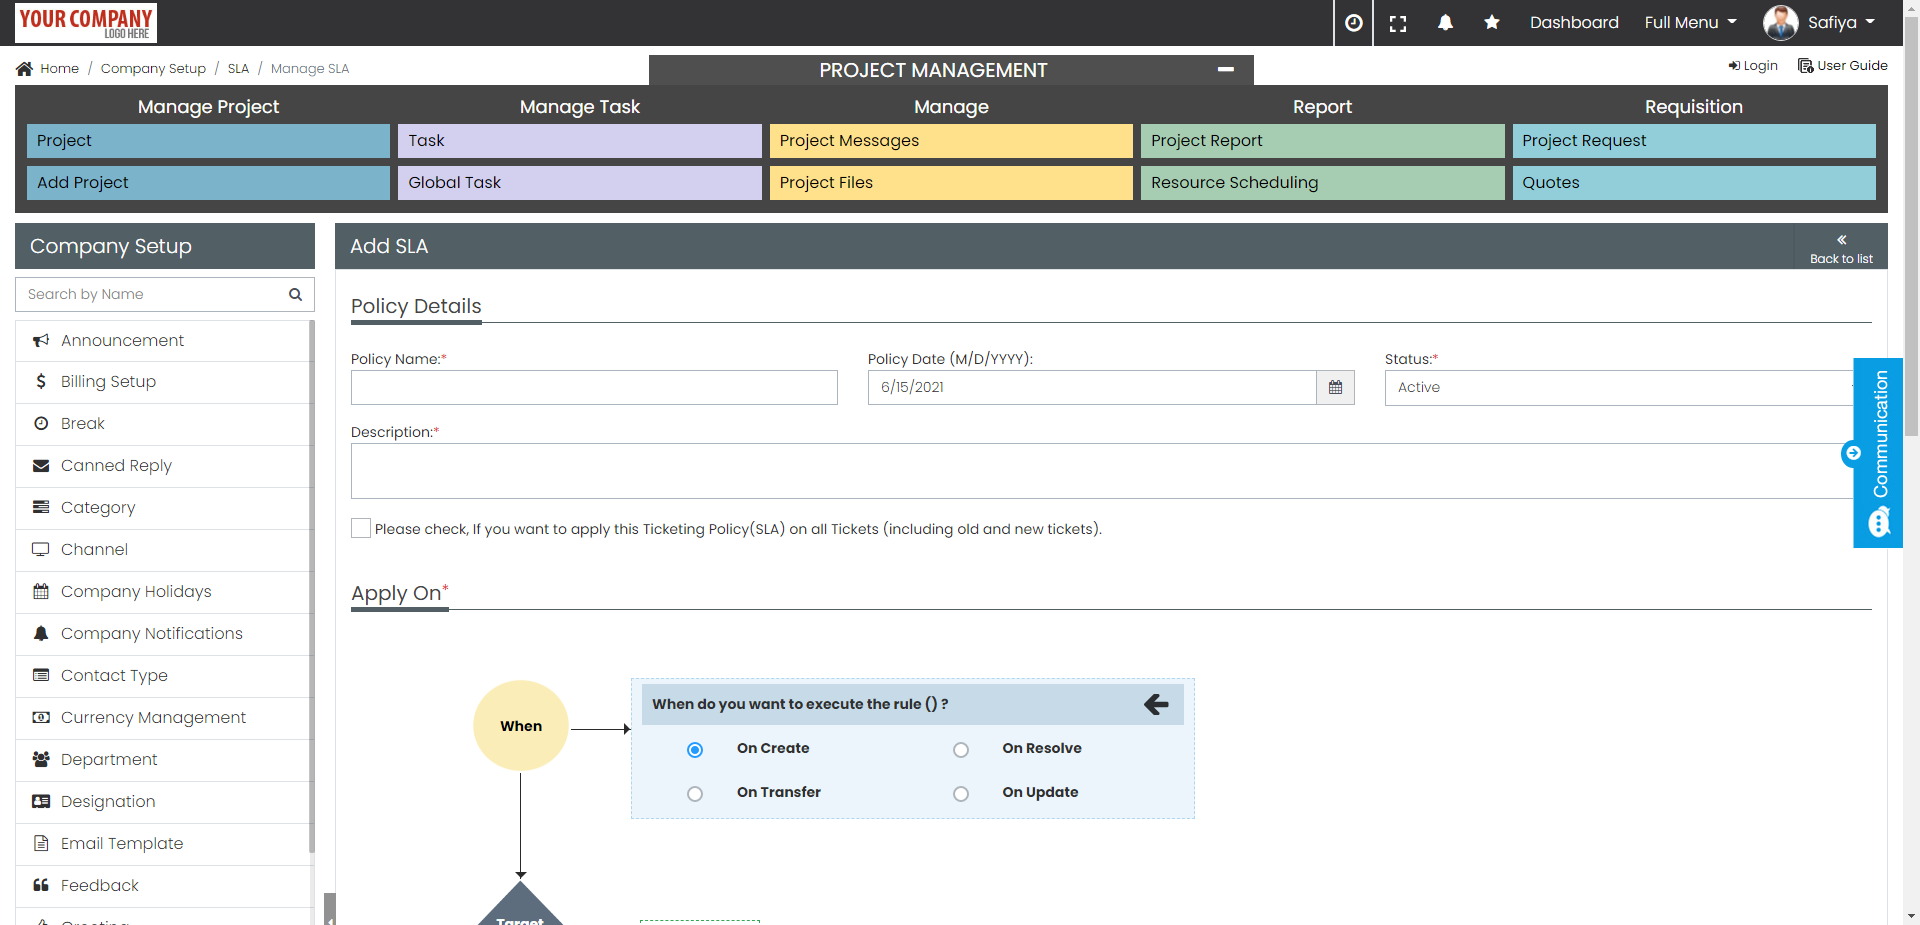 YOUR COMPANY
LOGO HERE
Dashboard
Full Menu
Safiya
Home / Company Setup / SLA / Manage SLA
PROJECT MANAGEMENT
Login
User Guide
Manage Project
Manage Task
Manage
Report
Requisition
Project
Task
Project Messages
Project Report
Project Request
Add Project
Global Task
Project Files
Resource Scheduling
Quotes
Company Setup
Search by Name
Announcement
Billing Setup
Break
Canned Reply
Category
Channel
Company Holidays
Company Notifications
Contact Type
Currency Management
Department
Designation
Email Template
Feedback
Greeting
Add SLA
Back to list
Policy Details
Policy Name:*
Policy Date (M/D/YYYY):
Status:*
6/15/2021
Active
Description:*
Please check, If you want to apply this Ticketing Policy(SLA) on all Tickets (including old and new tickets).
Apply On*
When
When do you want to execute the rule () ?
On Create
On Resolve
On Transfer
On Update
Target
Communication